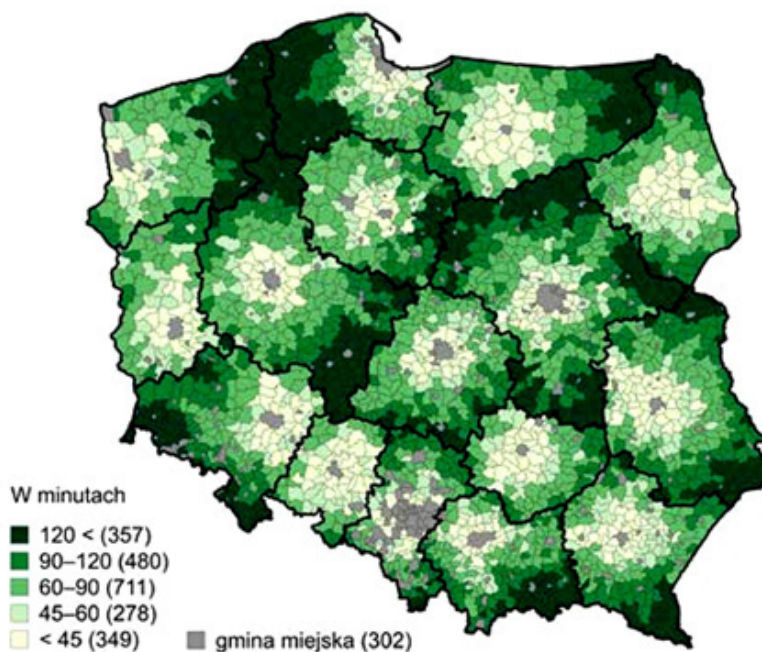 W minutach
120 < (357)
90–120 (480)
60–90 (711)
45–60 (278)
< 45 (349)
gmina miejska (302)